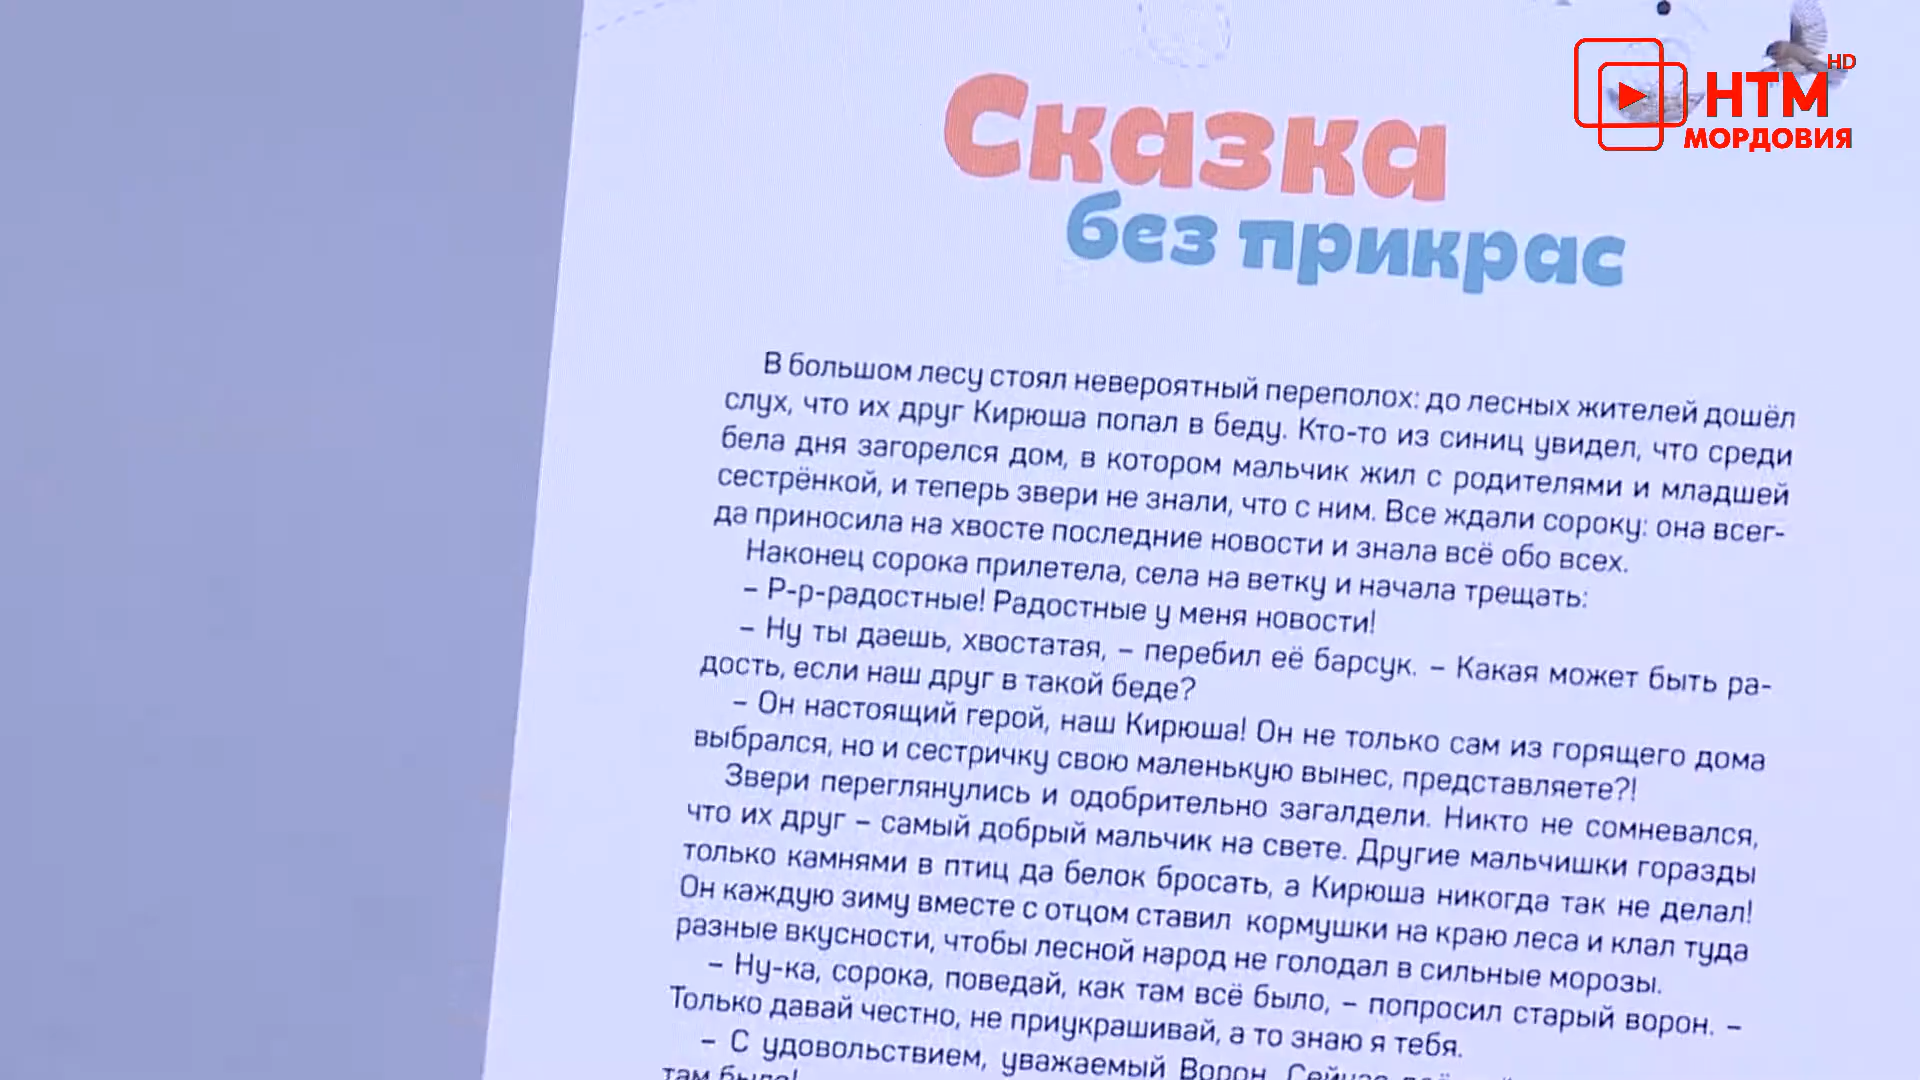 HD
НТМ
МОРДОВИЯ
Сказка
без прикрас
В большом лесу стоял невероятный переполох: до лесных жителей дошёл
слух, что их друг Кирюша попал в беду. Кто-то из синиц увидел, что среди
бела дня загорелся дом, в котором мальчик жил с родителями и младшей
сестрёнкой, и теперь звери не знали, что с ним. Все ждали сороку: она всег-
да приносила на хвосте последние новости и знала всё обо всех.
Наконец сорока прилетела, села на ветку и начала трещать:
– Р-р-радостные! Радостные у меня новости!
– Ну ты даешь, хвостатая, – перебил её барсук. – Какая может быть ра-
дость, если наш друг в такой беде?
– Он настоящий герой, наш Кирюша! Он не только сам из горящего дома
выбрался, но и сестричку свою маленькую вынес, представляете?!
Звери переглянулись и одобрительно загалдели. Никто не сомневался,
что их друг – самый добрый мальчик на свете. Другие мальчишки горазды
только камнями в птиц да белок бросать, а Кирюша никогда так не делал!
Он каждую зиму вместе с отцом ставил кормушки на краю леса и клал туда
разные вкусности, чтобы лесной народ не голодал в сильные морозы.
– Ну-ка, сорока, поведай, как там всё было, – попросил старый ворон. –
Только давай честно, не приукрашивай, а то знаю я тебя.
– С удовольствием, уважаемый Ворон. Сейчас
там было!